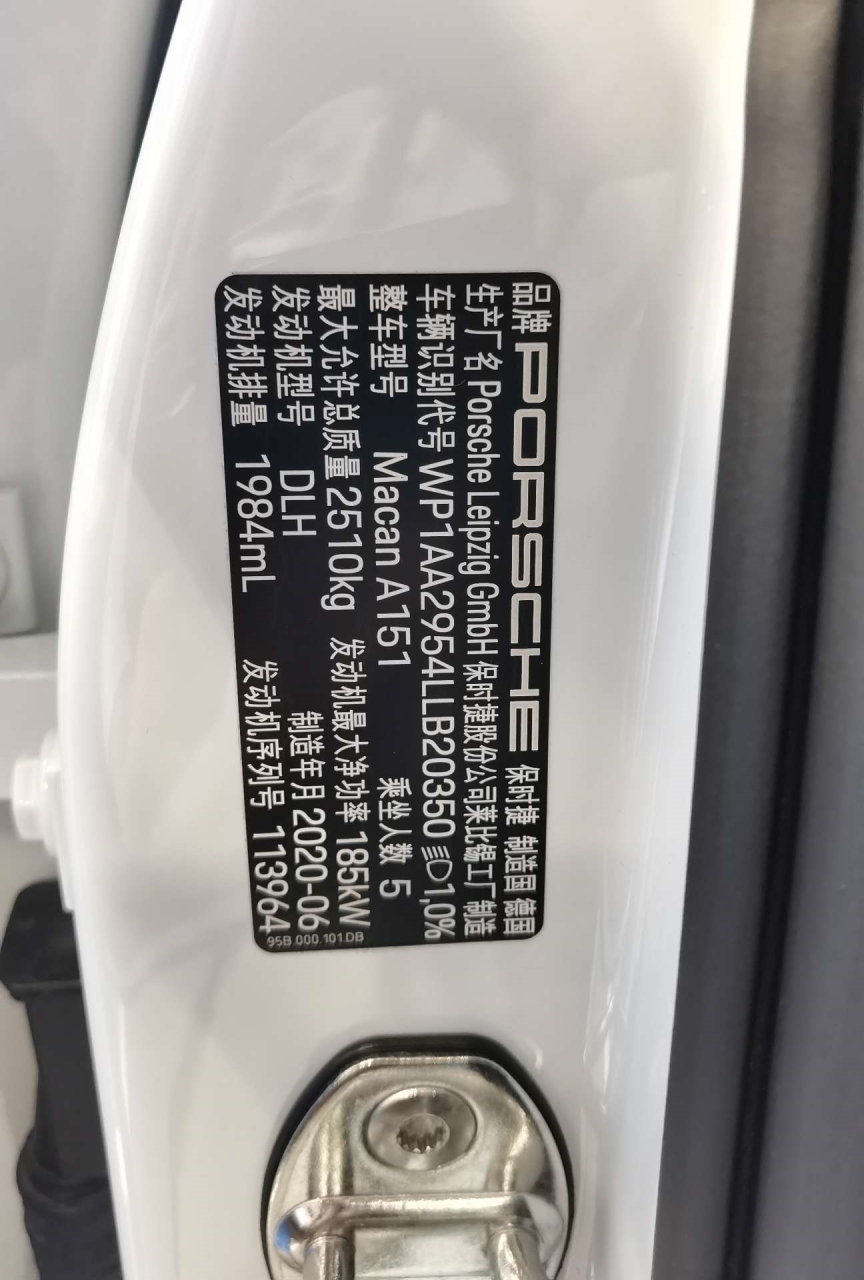 品牌 PORSCHE 保时捷 制造国 德国
生产厂名 Porsche Leipzig GmbH 保时捷股份公司莱比锡工厂 制造
车辆识别代号 WP1AA2954LLB20350 1,0%
整车型号 Macan A151 乘坐人数 5
最大允许总质量 2510kg 发动机最大净功率 185kW
发动机型号 DLH 制造年月 2020-06
发动机排量 1984mL 发动机序列号 113964
95B.000.101.DB